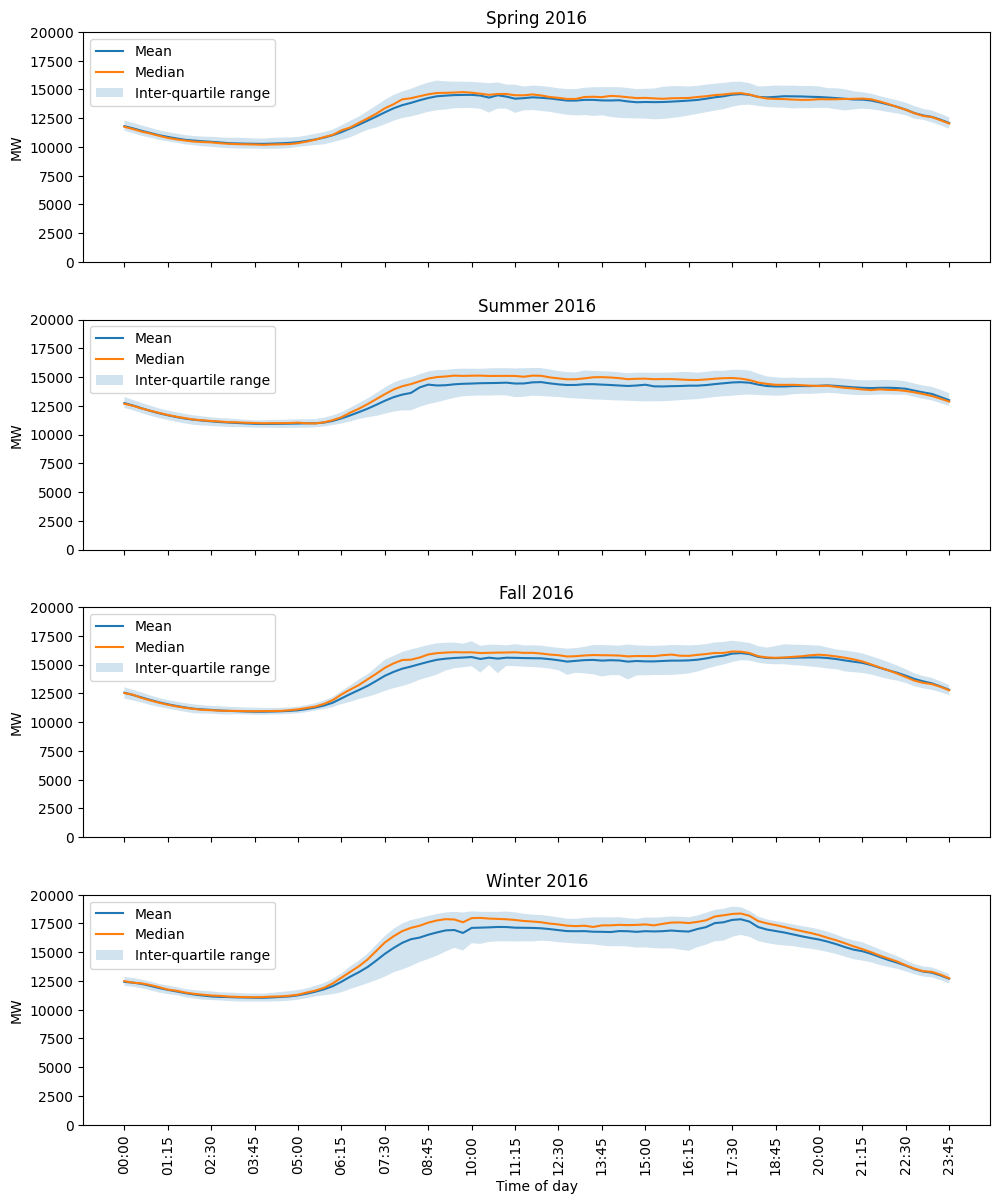 Spring 2016
20000
17500
15000
12500
10000
7500
5000
2500
0
MW
Mean
Median
Inter-quartile range
Summer 2016
20000
17500
15000
12500
10000
7500
5000
2500
0
MW
Mean
Median
Inter-quartile range
Fall 2016
20000
17500
15000
12500
10000
7500
5000
2500
0
MW
Mean
Median
Inter-quartile range
Winter 2016
20000
17500
15000
12500
10000
7500
5000
2500
0
MW
Mean
Median
Inter-quartile range
00:00
01:15
02:30
03:45
05:00
06:15
07:30
08:45
10:00
11:15
12:30
13:45
15:00
16:15
17:30
18:45
20:00
21:15
22:30
23:45
Time of day